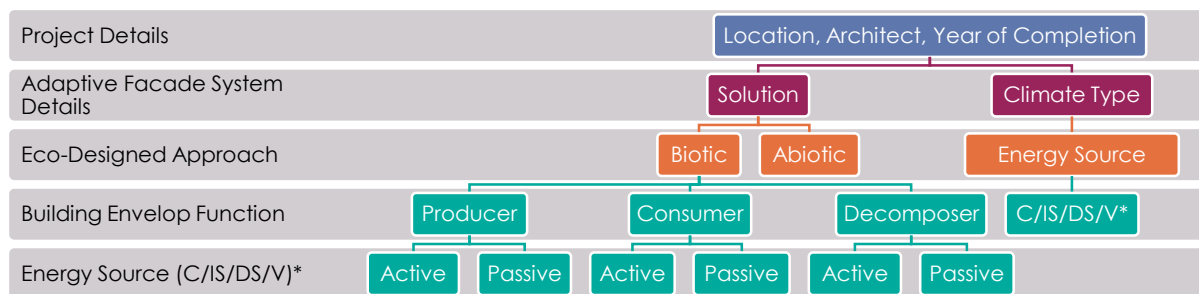 Project Details
Location, Architect, Year of Completion
Adaptive Facade System
Details
Solution
Climate Type
Eco-Designed Approach
Biotic
Abiotic
Energy Source
Building Envelop Function
Producer
Consumer
Decomposer
C/IS/DS/V*
Energy Source (C/IS/DS/V)*
Active
Passive
Active
Passive
Active
Passive